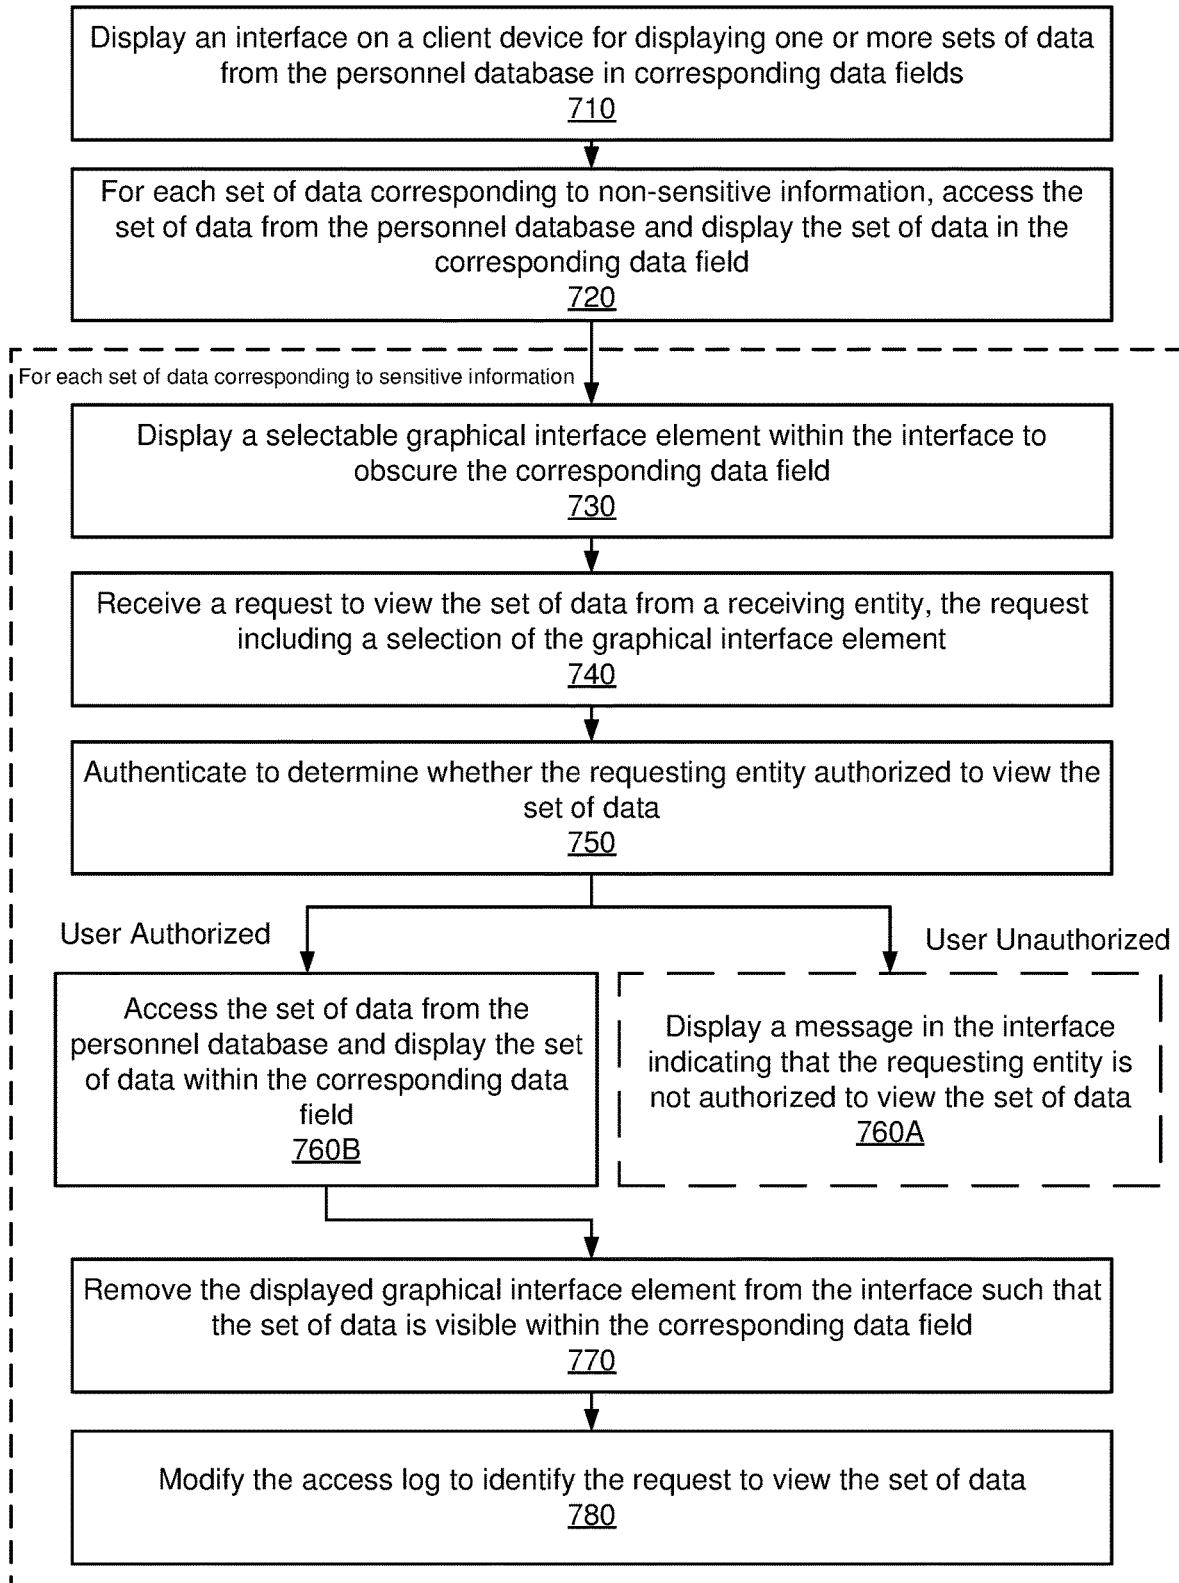 Display an interface on a client device for displaying one or more sets of data
from the personnel database in corresponding data fields
710
For each set of data corresponding to non-sensitive information, access the
set of data from the personnel database and display the set of data in the
corresponding data field
720
For each set of data corresponding to sensitive information
Display a selectable graphical interface element within the interface to
obscure the corresponding data field
730
Receive a request to view the set of data from a receiving entity, the request
including a selection of the graphical interface element
740
Authenticate to determine whether the requesting entity authorized to view the
set of data
750
User Authorized
User Unauthorized
Access the set of data from the
personnel database and display the set
of data within the corresponding data
field
760B
Display a message in the interface
indicating that the requesting entity is
not authorized to view the set of data
760A
Remove the displayed graphical interface element from the interface such that
the set of data is visible within the corresponding data field
770
Modify the access log to identify the request to view the set of data
780